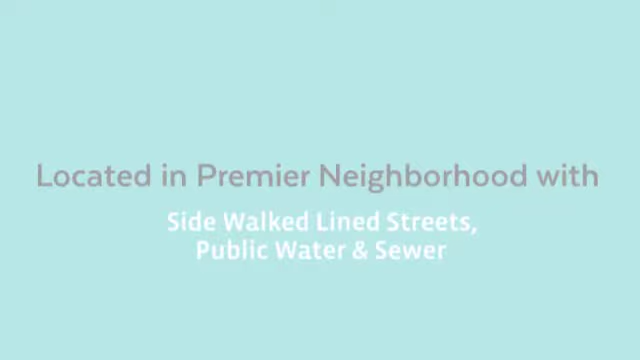 Located in Premier Neighborhood with
Side Walked Lined Streets,
Public Water & Sewer